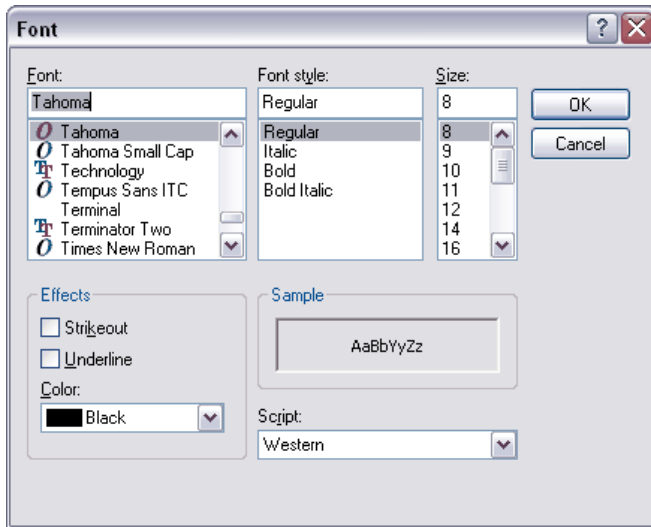 Font
Font: Font style: Size:
Tahoma Regular 8 OK
Tahoma Regular 8 Cancel
Tahoma Small Cap Italic 9
Technology Bold 10
Tempus Sans ITC Bold Italic 11
Terminal 12
Terminator Two 14
Times New Roman 16
Effects Sample
Strikeout
AaBbYyZz
Underline
Color:
Black Script:
Western